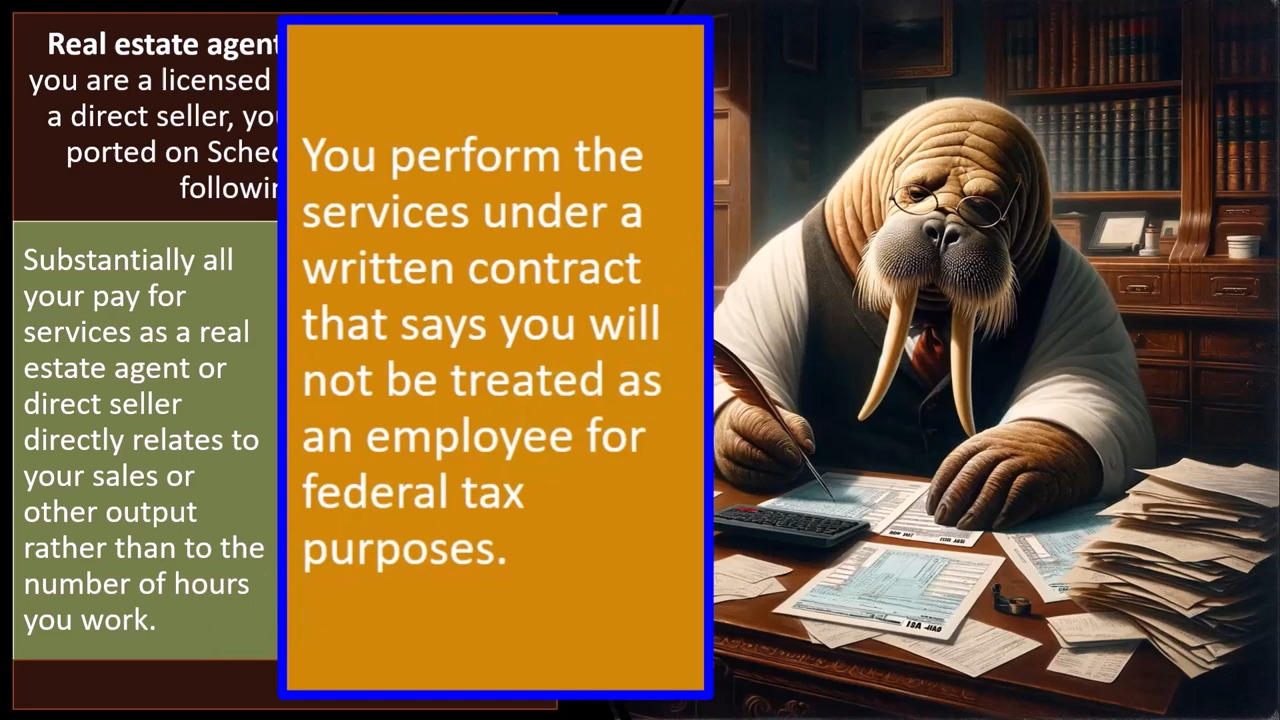 Real estate agent
you are a licensed
a direct seller, you
ported on Sched
followin
Substantially all
your pay for
services as a real
estate agent or
direct seller
directly relates to
your sales or
other output
rather than to the
number of hours
you work.
You perform the
services under a
written contract
that says you will
not be treated as
an employee for
federal tax
purposes.